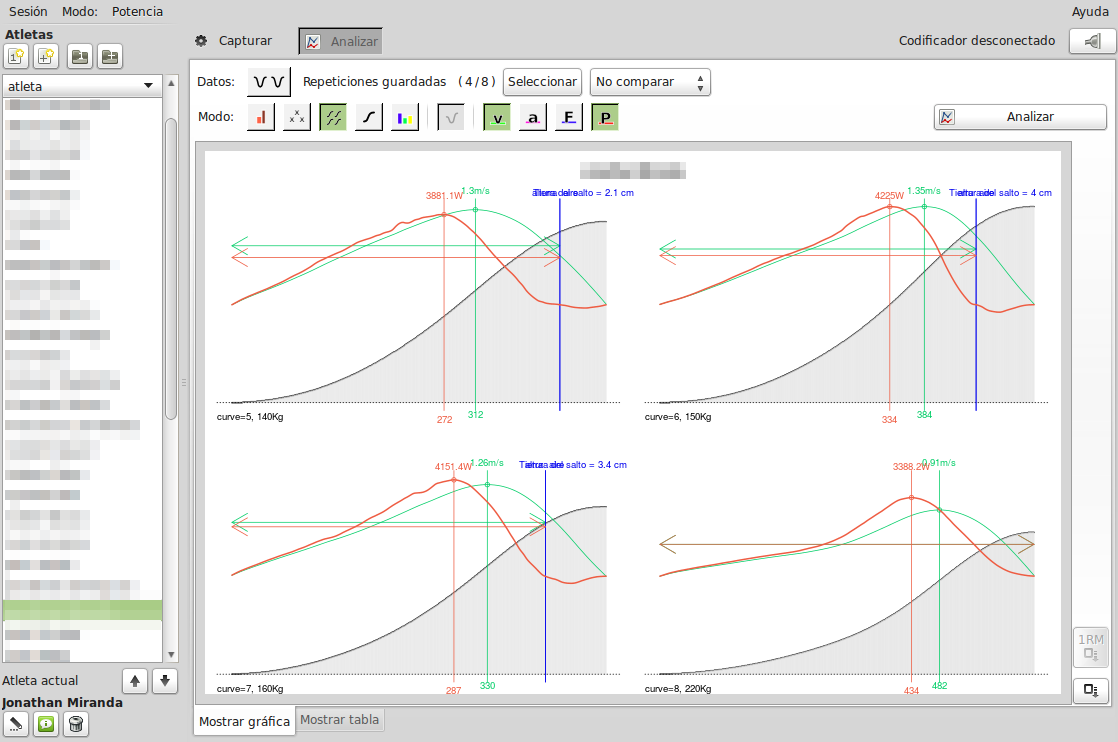 Sesión Modo: Potencia Ayuda
Atletas
Capturar Analizar Codificador desconectado
atleta
Datos: Repeticiones guardadas (4/8) Seleccionar No comparar
Modo: v a F P Analizar
3881.1W 1.3m/s del salto = 2.1 cm
4225W 1.35m/s del salto = 4 cm
curve=5, 140Kg 272 312
curve=6, 150Kg 334 384
4151.4W 1.26m/s salto = 3.4 cm
3388.2W 0.91m/s
1RM
curve=7, 160Kg 287 330
curve=8, 220Kg 434 482
Atleta actual
Jonathan Miranda
Mostrar gráfica Mostrar tabla